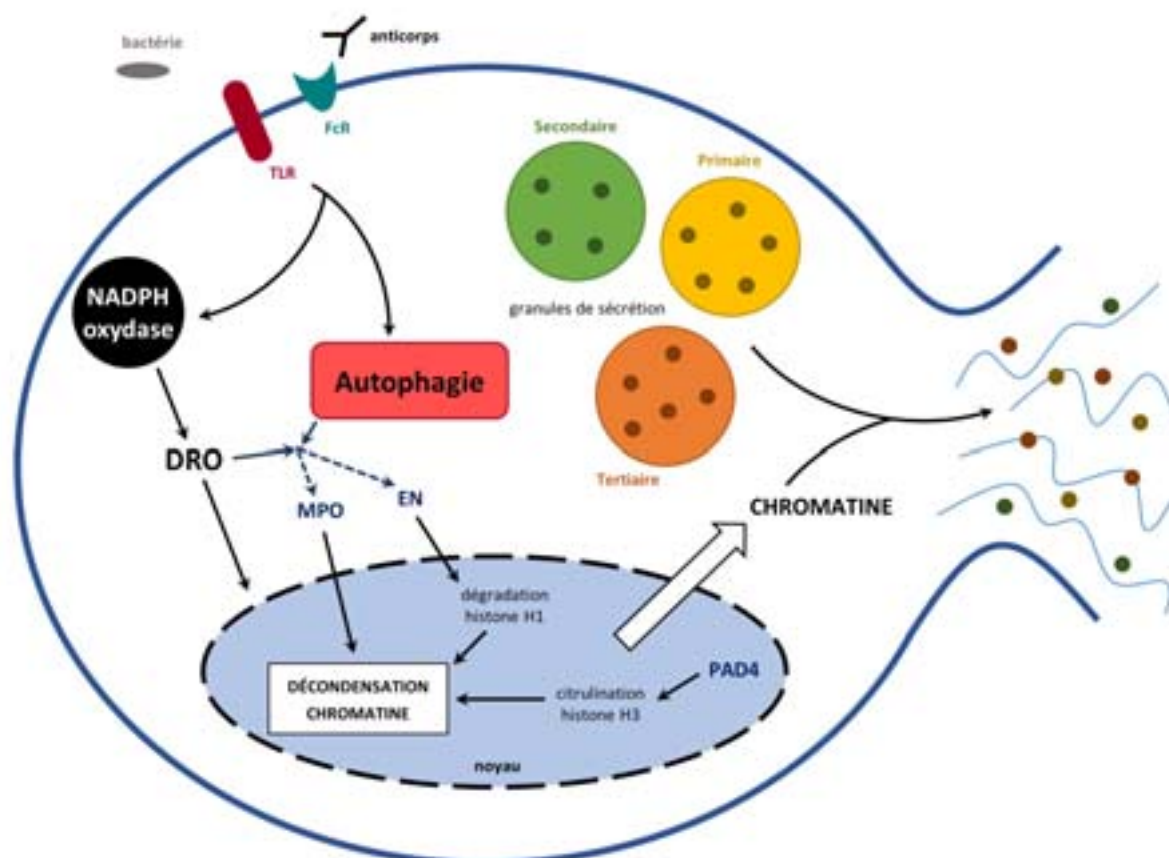 bactérie
anticorps
FcR
TLR
Secondaire
Primaire
NADPH
oxydase
granules de sécrétion
Autophagie
DRO
EN
MPO
Tertiaire
CHROMATINE
dégradation
histone H1
DÉCONDENSATION
CHROMATINE
citrulination
histone H3
PAD4
noyau